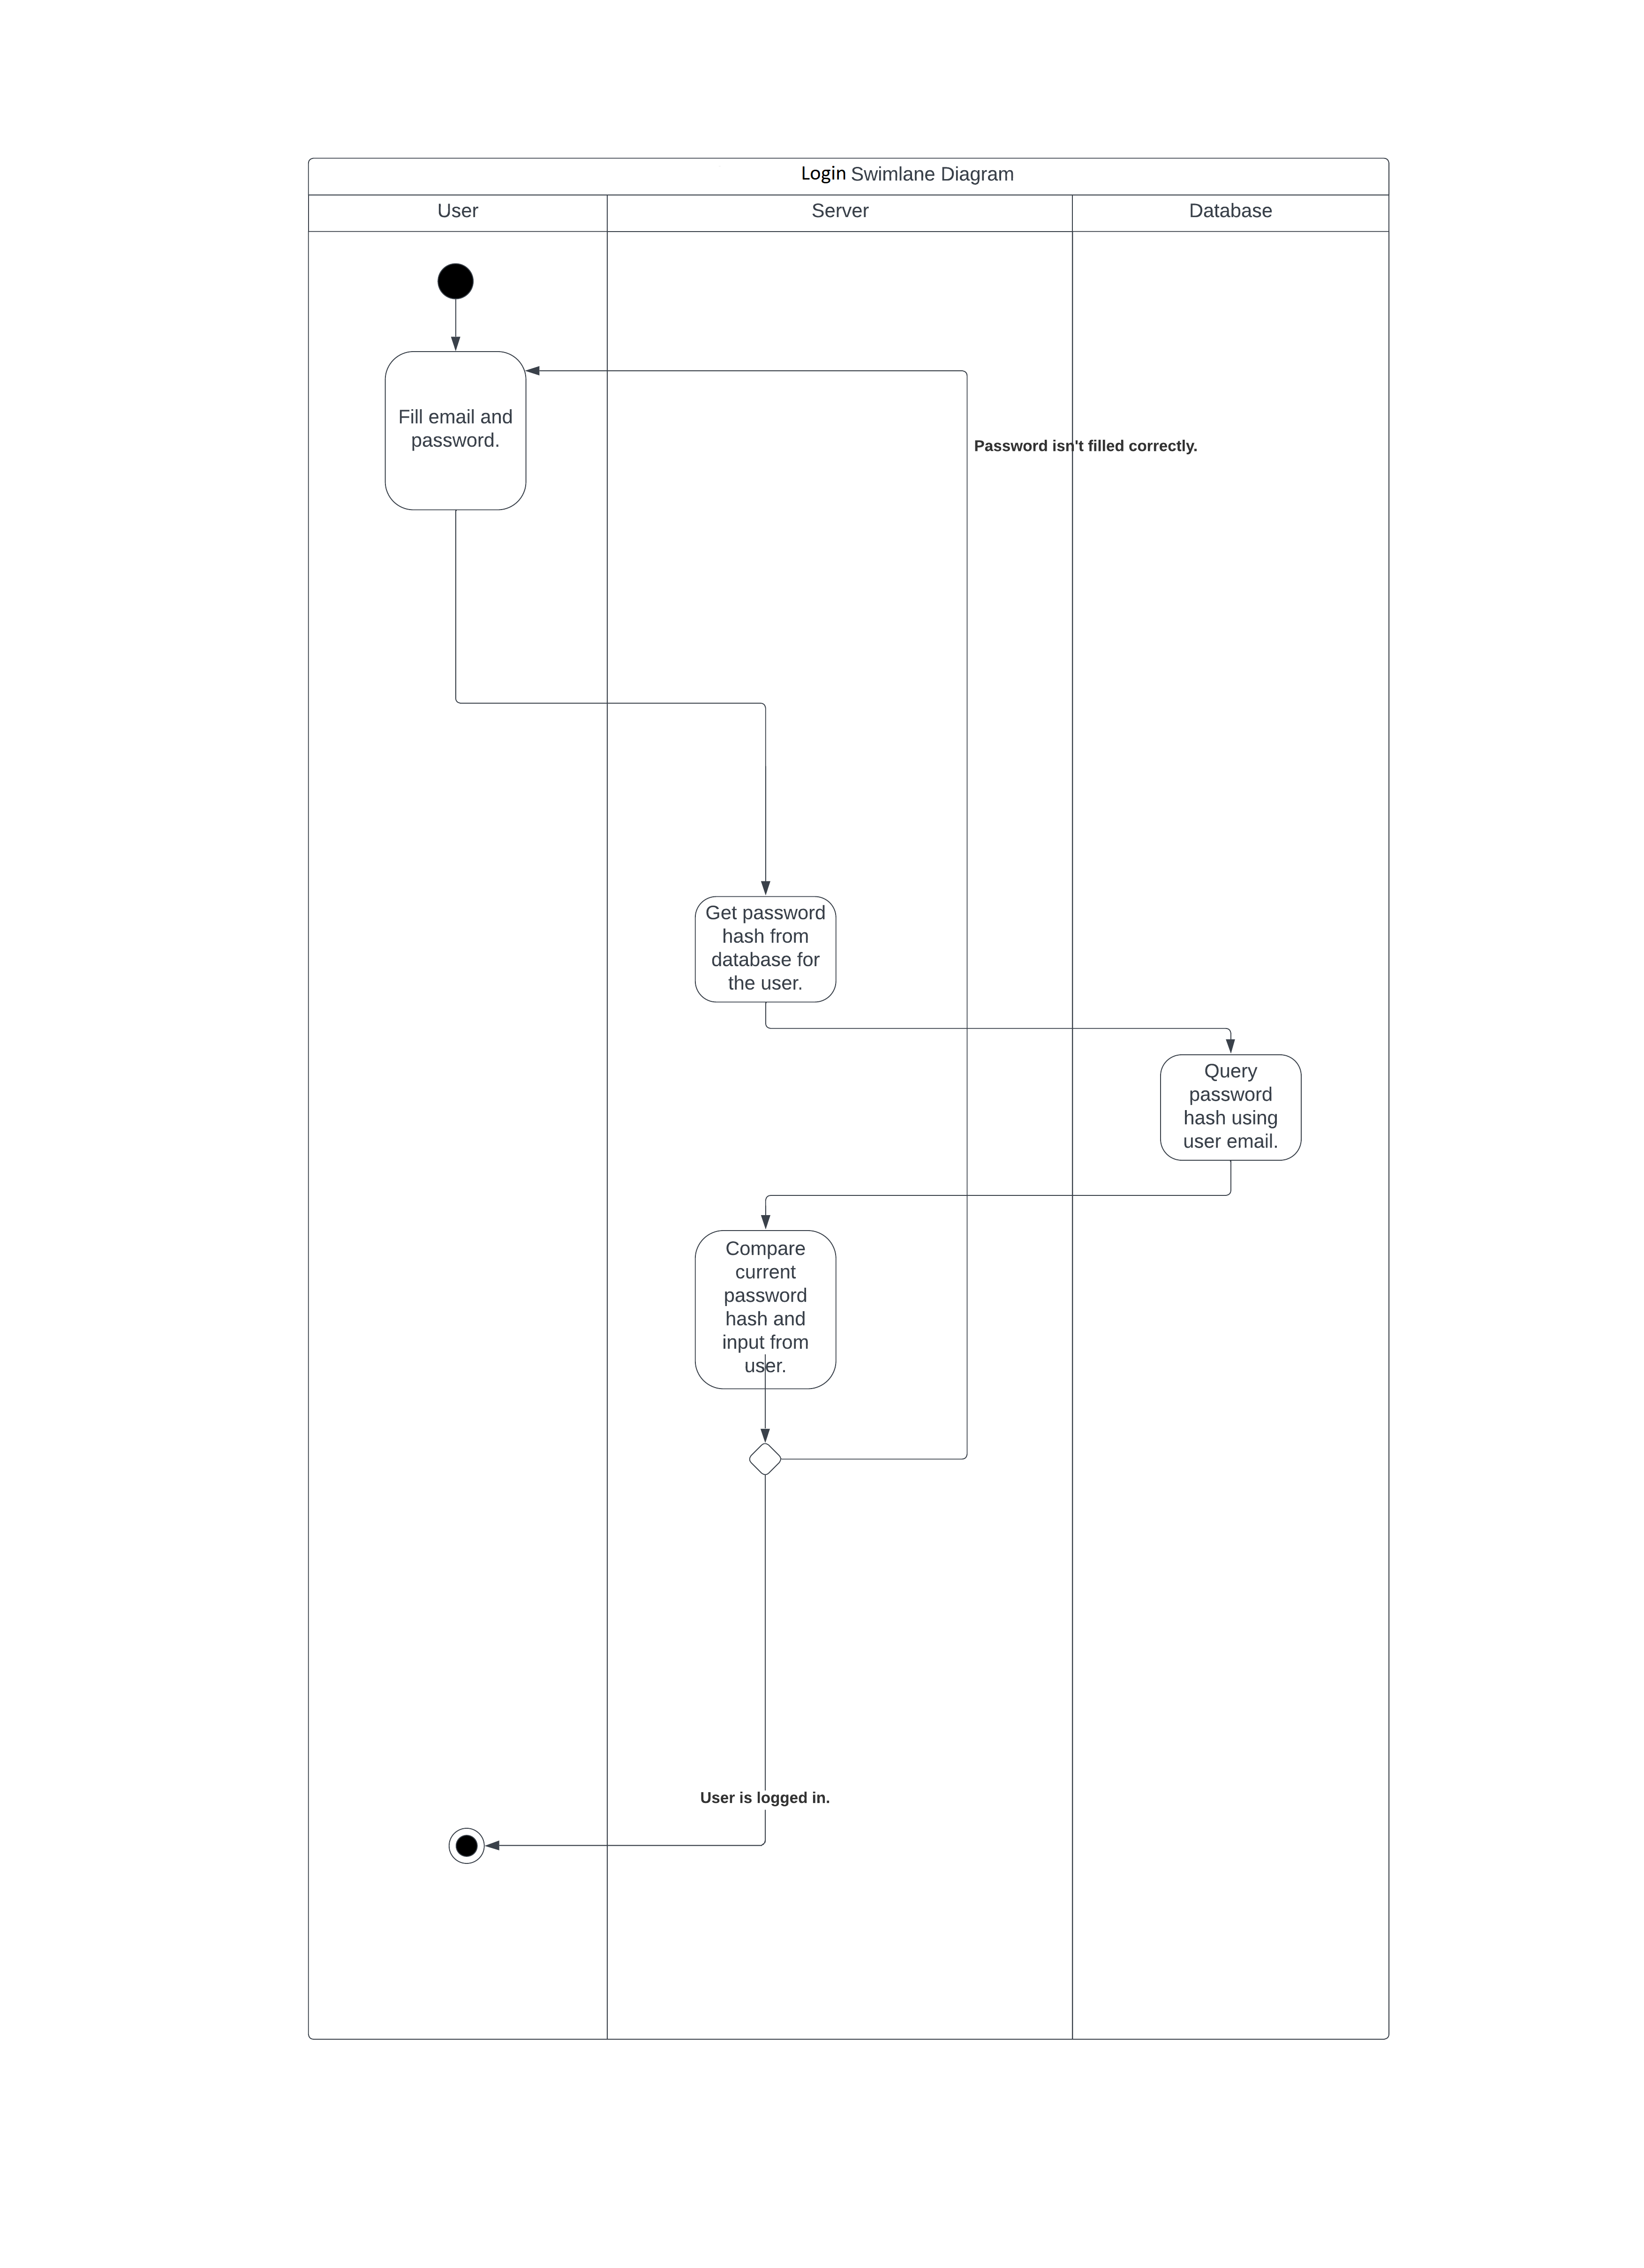 Login Swimlane Diagram
User
Server
Database
Fill email and
password.
Password isn't filled correctly.
Get password
hash from
database for
the user.
Query
password
hash using
user email.
Compare
current
password
hash and
input from
user.
User is logged in.